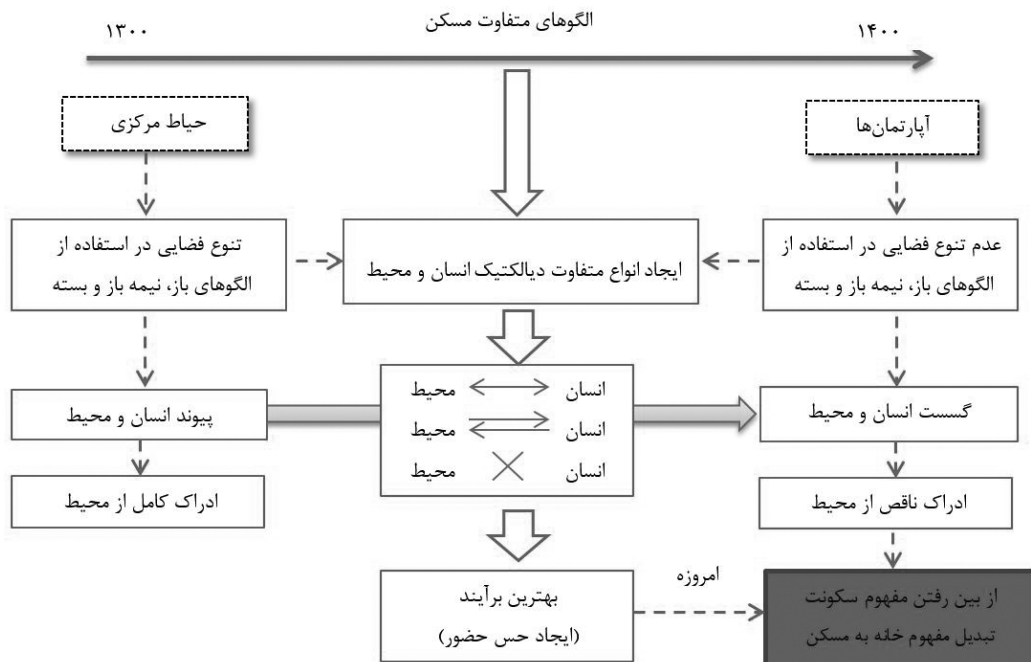 الگوهای متفاوت مسکن
۱۳۰۰
۱۴۰۰
حیاط مرکزی
آپارتمان‌ها
تنوع فضایی در استفاده از
الگوهای باز، نیمه باز و بسته
ایجاد انواع متفاوت دیالکتیک انسان و محیط
عدم تنوع فضایی در استفاده از
الگوهای باز، نیمه باز و بسته
پیوند انسان و محیط
انسان محیط
انسان محیط
انسان محیط
گسست انسان و محیط
ادراک کامل از محیط
ادراک ناقص از محیط
بهترین برآیند
(ایجاد حس حضور)
امروزه
از بین رفتن مفهوم سکونت
تبدیل مفهوم خانه به مسکن